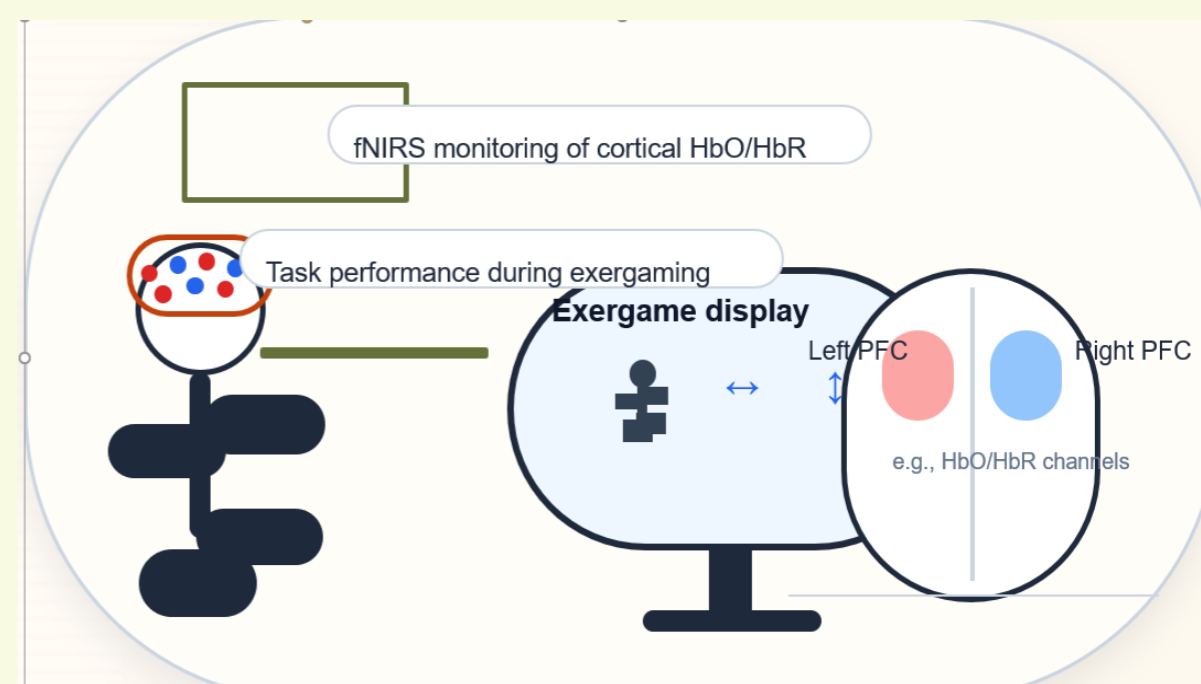 fNIRS monitoring of cortical HbO/HbR
Task performance during exergaming
Exergame display
Left PFC
Right PFC
e.g., HbO/HbR channels